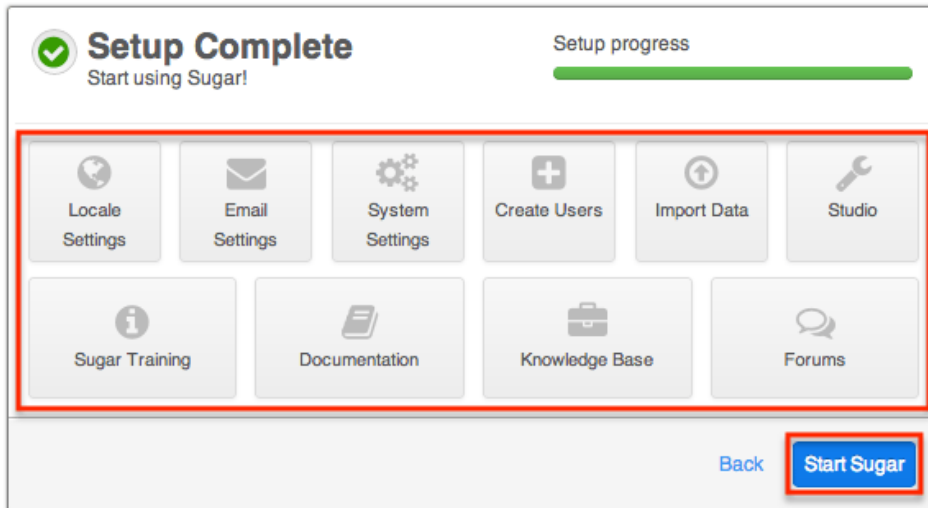 Setup Complete
Start using Sugar!
Setup progress
Locale
Settings
Email
Settings
System
Settings
Create Users
Import Data
Studio
Sugar Training
Documentation
Knowledge Base
Forums
Back
Start Sugar